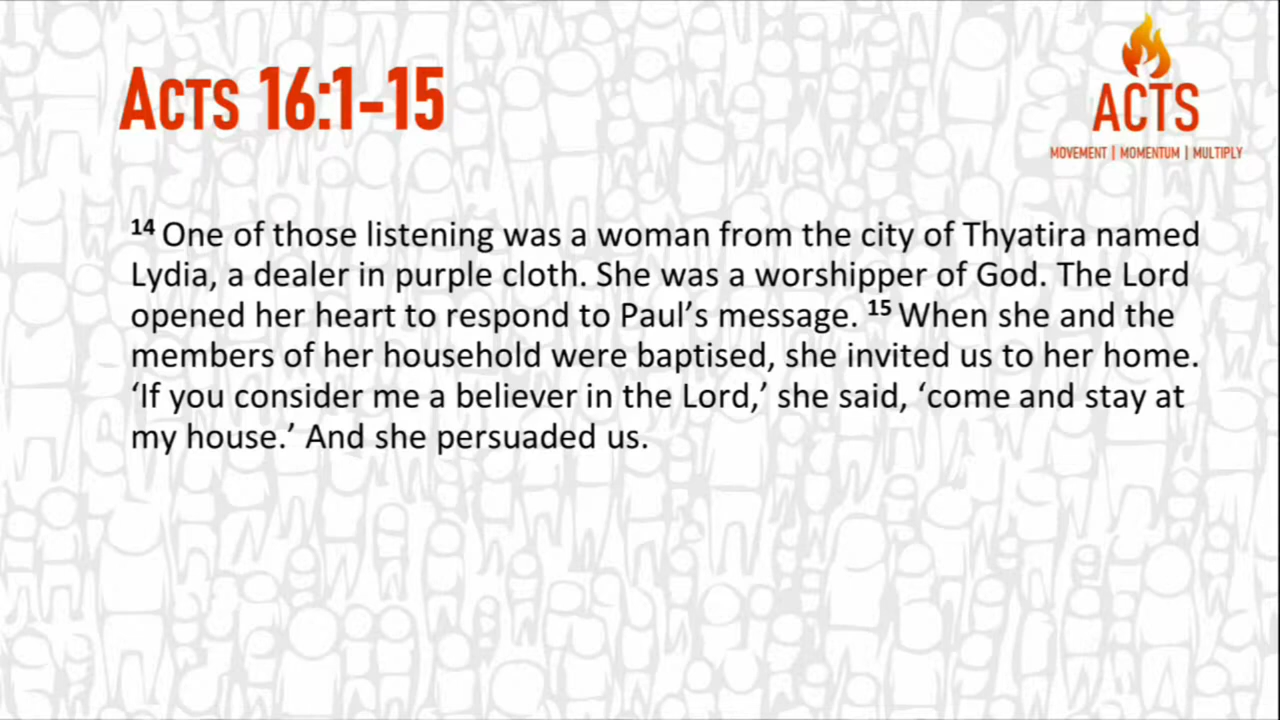 ACTS 16:1-15
ACTS
MOVEMENT | MOMENTUM | MULTIPLY
14 One of those listening was a woman from the city of Thyatira named
Lydia, a dealer in purple cloth. She was a worshipper of God. The Lord
opened her heart to respond to Paul’s message. 15 When she and the
members of her household were baptised, she invited us to her home.
‘If you consider me a believer in the Lord,’ she said, ‘come and stay at
my house.’ And she persuaded us.